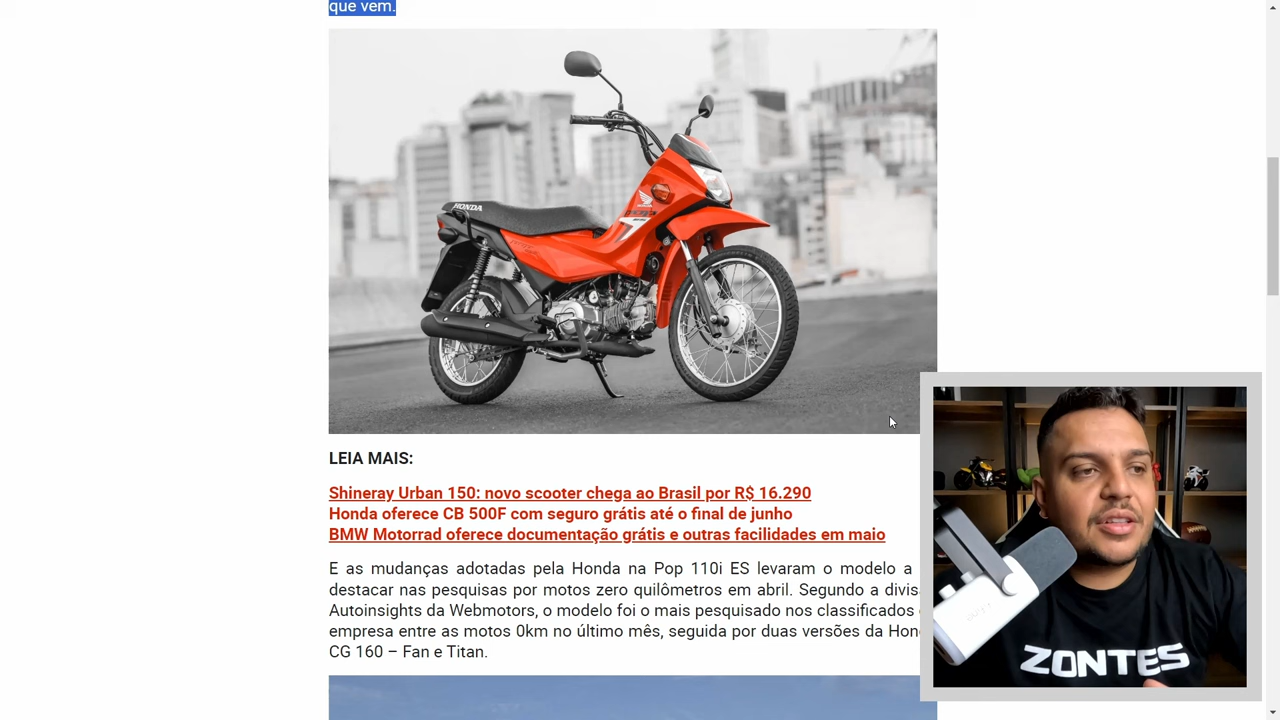 que vem.
HONDA
LEIA MAIS:
Shineray Urban 150: novo scooter chega ao Brasil por R$ 16.290
Honda oferece CB 500F com seguro grátis até o final de junho
BMW Motorrad oferece documentação grátis e outras facilidades em maio
E as mudanças adotadas pela Honda na Pop 110i ES levaram o modelo a
destacar nas pesquisas por motos zero quilômetros em abril. Segundo a divis
Autoinsights da Webmotors, o modelo foi o mais pesquisado nos classificados
empresa entre as motos 0km no último mês, seguida por duas versões da Hon
CG 160 – Fan e Titan.
ZONTES